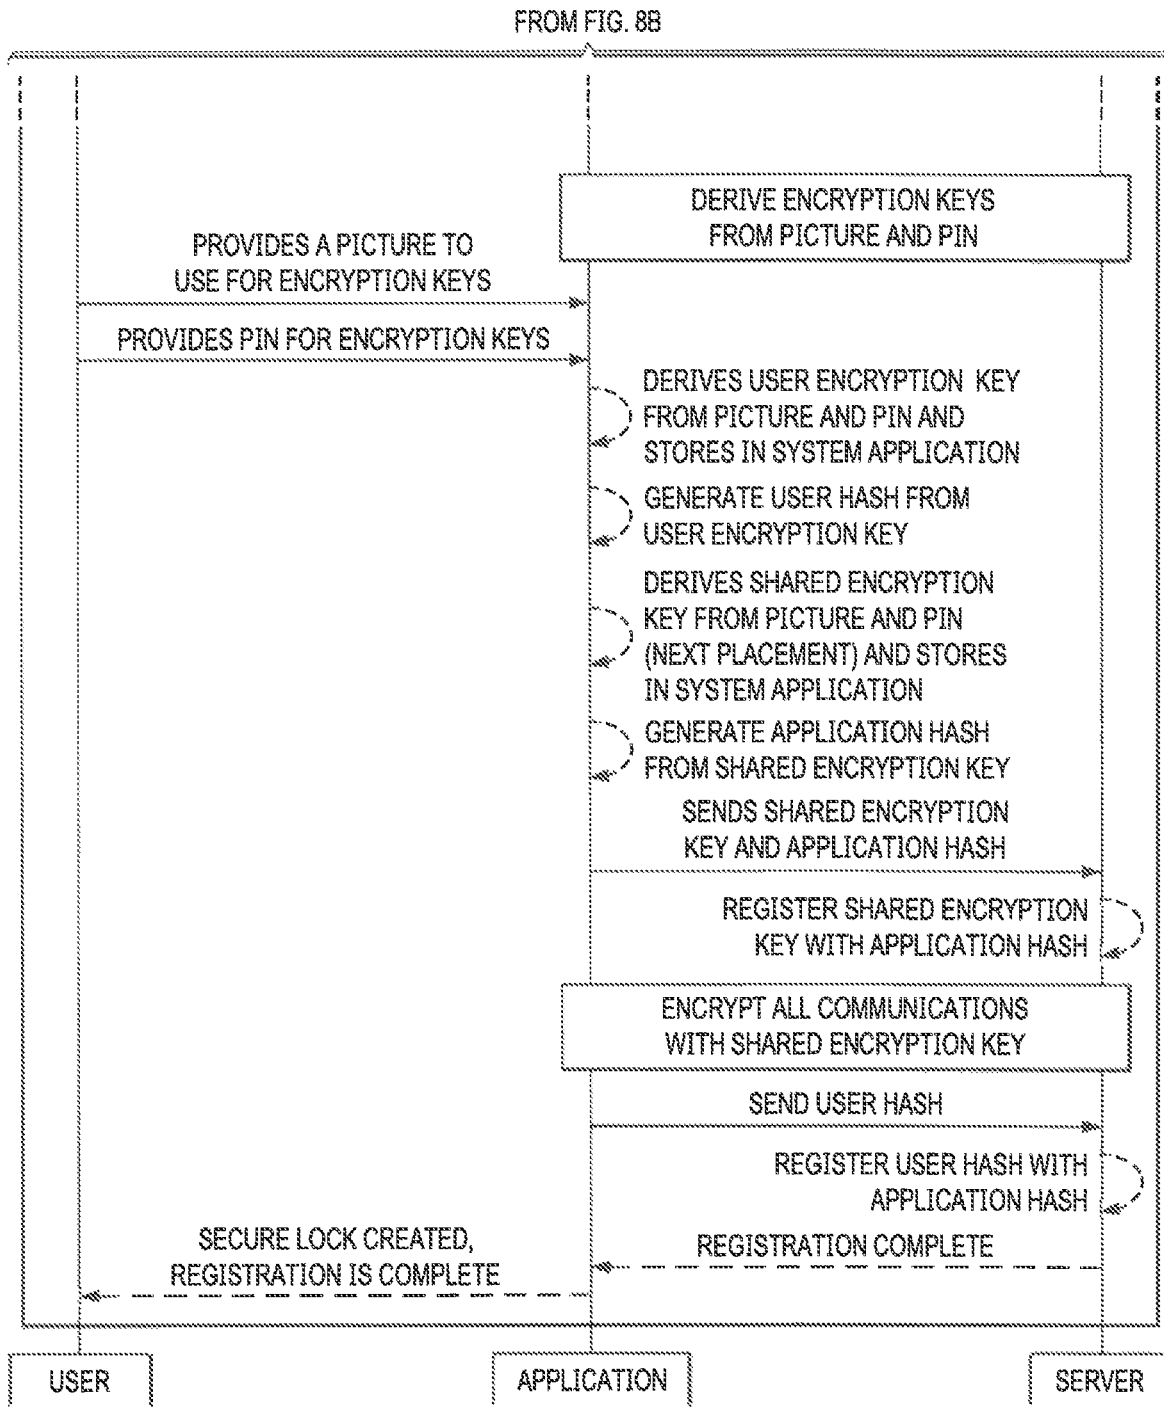 FROM FIG. 8B
DERIVE ENCRYPTION KEYS
FROM PICTURE AND PIN
PROVIDES A PICTURE TO
USE FOR ENCRYPTION KEYS
PROVIDES PIN FOR ENCRYPTION KEYS
DERIVES USER ENCRYPTION KEY
FROM PICTURE AND PIN AND
STORES IN SYSTEM APPLICATION
GENERATE USER HASH FROM
USER ENCRYPTION KEY
DERIVES SHARED ENCRYPTION
KEY FROM PICTURE AND PIN
(NEXT PLACEMENT) AND STORES
IN SYSTEM APPLICATION
GENERATE APPLICATION HASH
FROM SHARED ENCRYPTION KEY
SENDS SHARED ENCRYPTION
KEY AND APPLICATION HASH
REGISTER SHARED ENCRYPTION
KEY WITH APPLICATION HASH
ENCRYPT ALL COMMUNICATIONS
WITH SHARED ENCRYPTION KEY
SEND USER HASH
REGISTER USER HASH WITH
APPLICATION HASH
REGISTRATION COMPLETE
SECURE LOCK CREATED,
REGISTRATION IS COMPLETE
USER
APPLICATION
SERVER